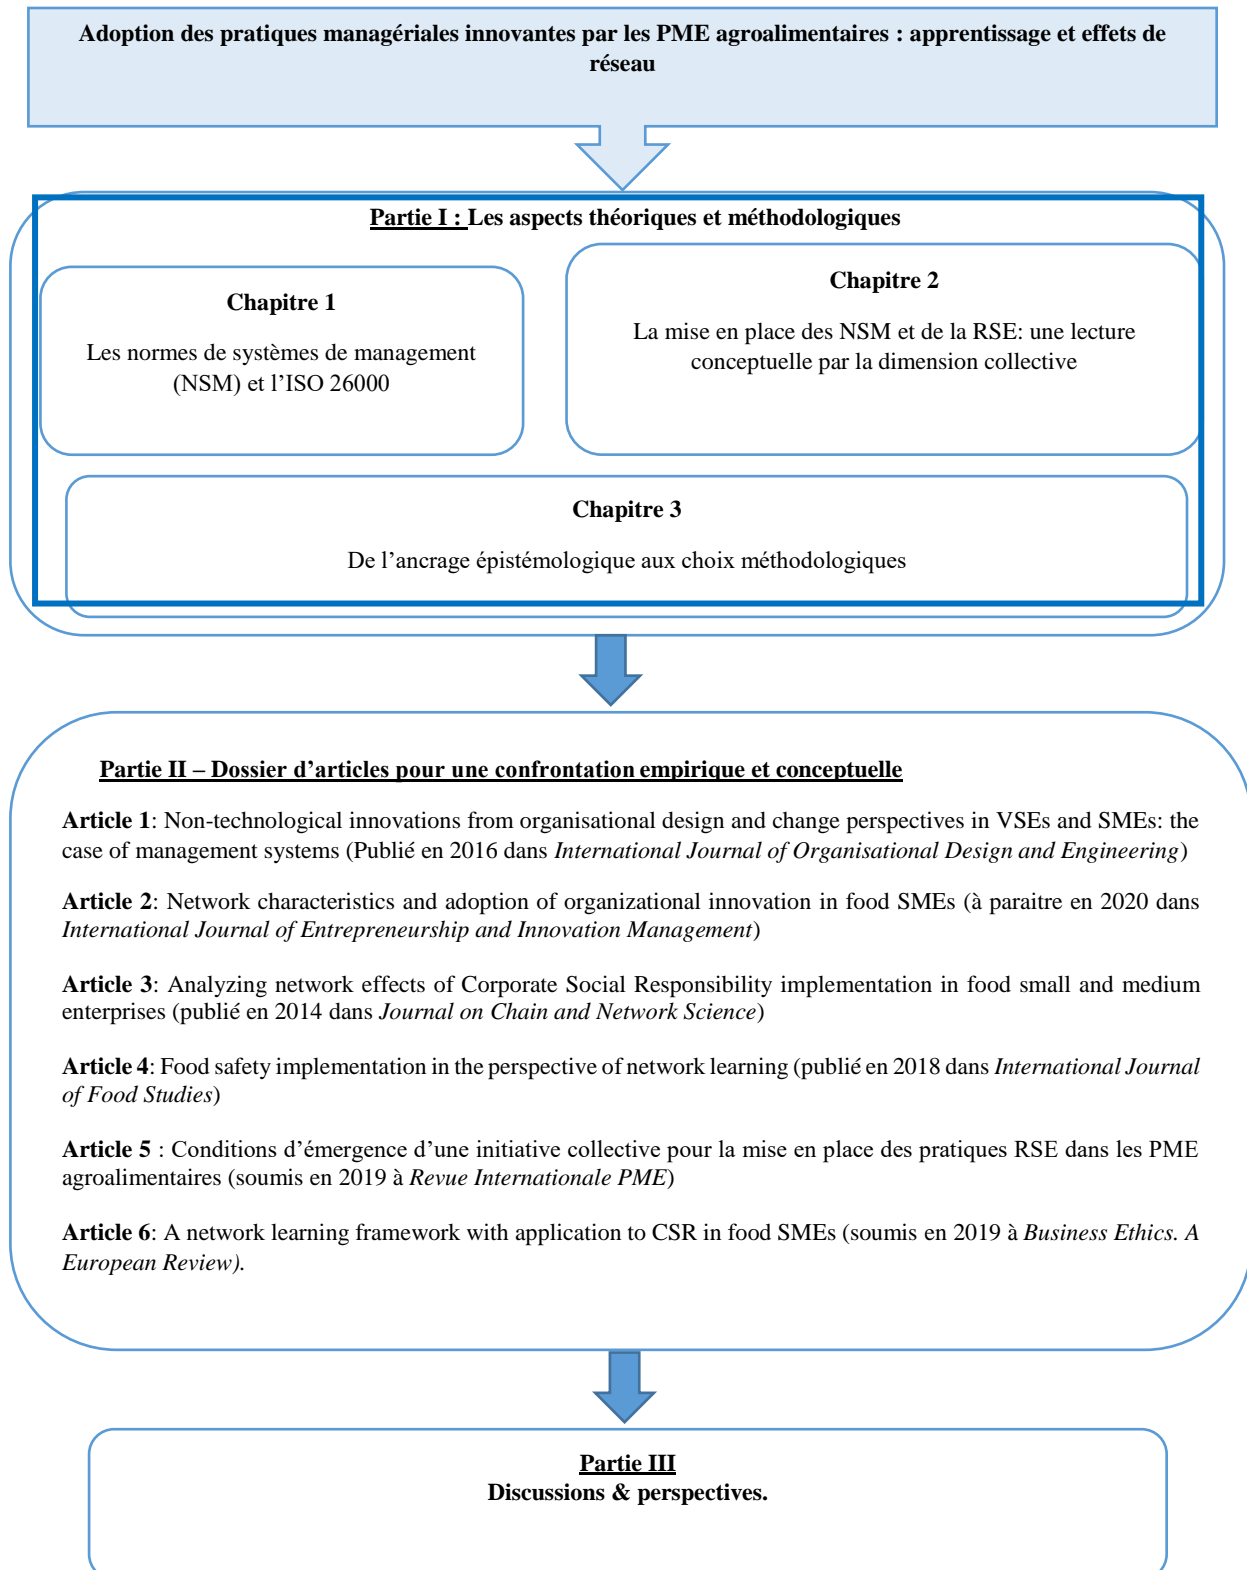 Adoption des pratiques managériales innovantes par les PME agroalimentaires : apprentissage et effets de
réseau
Partie I : Les aspects théoriques et méthodologiques
Chapitre 1
Les normes de systèmes de management
(NSM) et l’ISO 26000
Chapitre 2
La mise en place des NSM et de la RSE: une lecture
conceptuelle par la dimension collective
Chapitre 3
De l’ancrage épistémologique aux choix méthodologiques
Partie II – Dossier d’articles pour une confrontation empirique et conceptuelle
Article 1: Non-technological innovations from organisational design and change perspectives in VSEs and SMEs: the
case of management systems (Publié en 2016 dans International Journal of Organisational Design and Engineering)
Article 2: Network characteristics and adoption of organizational innovation in food SMEs (à paraitre en 2020 dans
International Journal of Entrepreneurship and Innovation Management)
Article 3: Analyzing network effects of Corporate Social Responsibility implementation in food small and medium
enterprises (publié en 2014 dans Journal on Chain and Network Science)
Article 4: Food safety implementation in the perspective of network learning (publié en 2018 dans International Journal
of Food Studies)
Article 5 : Conditions d’émergence d’une initiative collective pour la mise en place des pratiques RSE dans les PME
agroalimentaires (soumis en 2019 à Revue Internationale PME)
Article 6: A network learning framework with application to CSR in food SMEs (soumis en 2019 à Business Ethics. A
European Review).
Partie III
Discussions & perspectives.